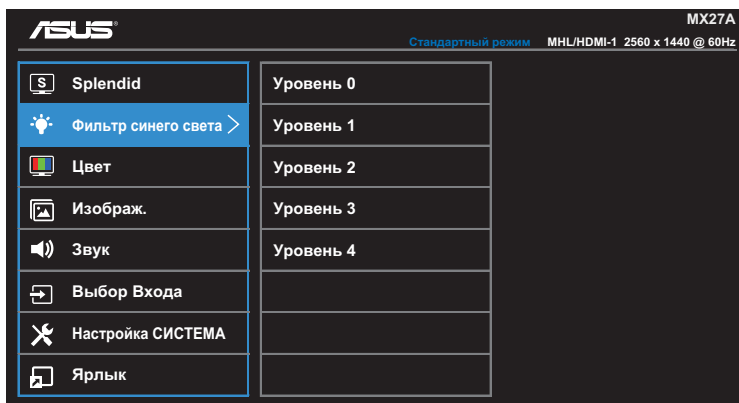 ASUS
MX27A
Стандартный режим MHL/HDMI-1 2560 x 1440 @ 60Hz
S Splendid
Уровень 0
Фильтр синего света >
Уровень 1
Цвет
Уровень 2
Изображ.
Уровень 3
Звук
Уровень 4
Выбор Входа
Настройка СИСТЕМА
Ярлык